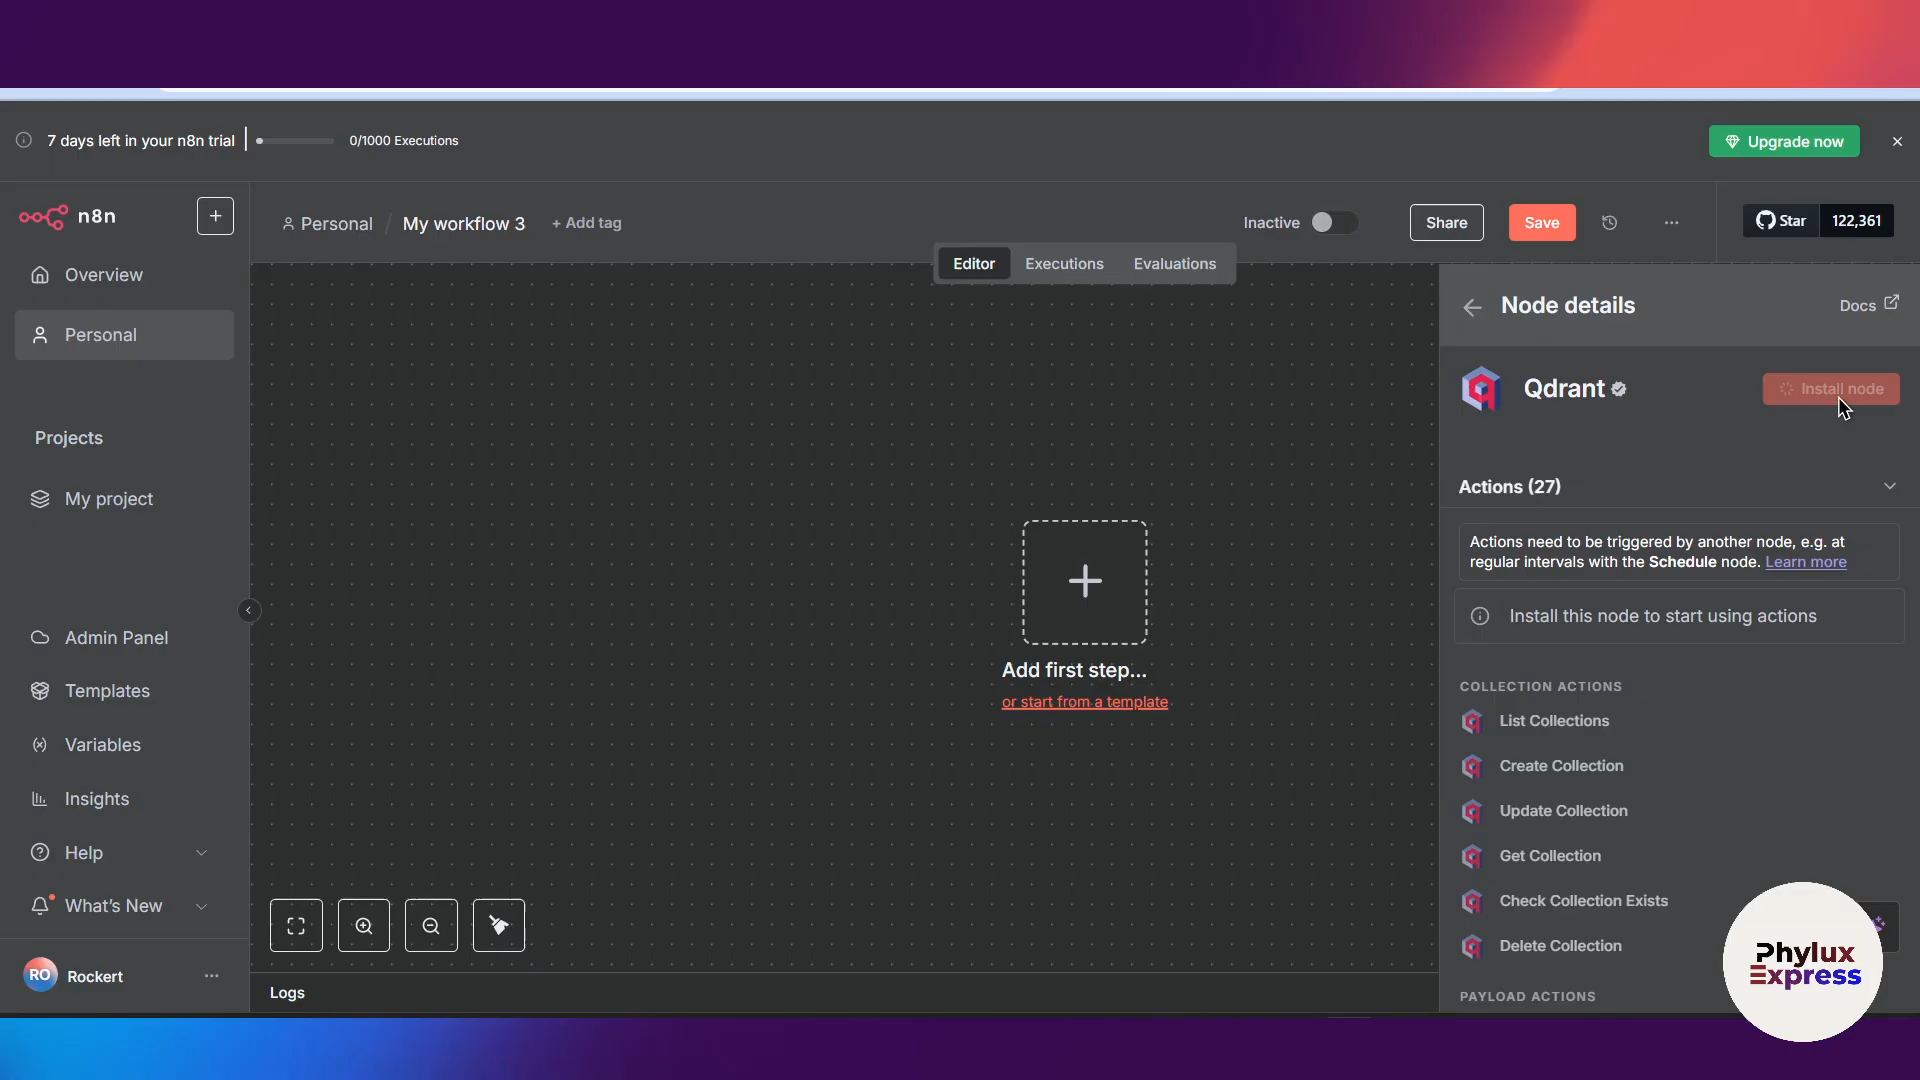 7 days left in your n8n trial
0/1000 Executions
Upgrade now
n8n
Personal / My workflow 3 + Add tag
Inactive
Share
Save
Star 122,361
Editor Executions Evaluations
Overview
Personal
Projects
My project
Admin Panel
Templates
Variables
Insights
Help
What's New
RO Rockert
Add first step...
or start from a template
Logs
Node details
Docs
Qdrant
Install node
Actions (27)
Actions need to be triggered by another node, e.g. at
regular intervals with the Schedule node. Learn more
Install this node to start using actions
COLLECTION ACTIONS
List Collections
Create Collection
Update Collection
Get Collection
Check Collection Exists
Delete Collection
PAYLOAD ACTIONS
Phylux
Express